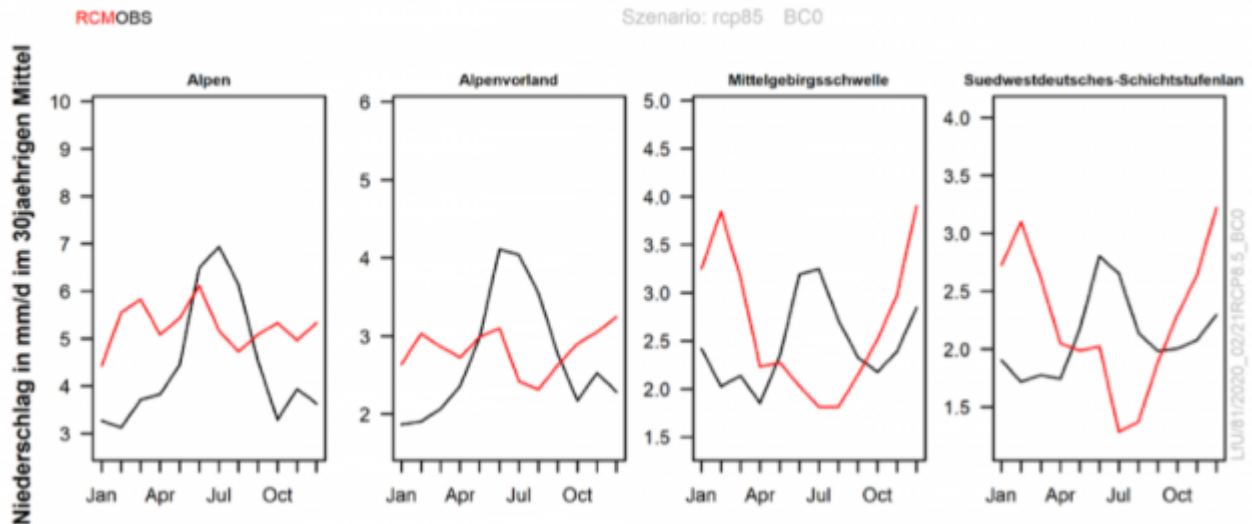 RCMOBS
Szenario: rcp85 BC0
Niederschlag in mm/d im 30jaehrigen Mittel
Alpen
10
9
8
7
6
5
4
3
Jan Apr Jul Oct
Alpenvorland
6
4
3
2
Jan Apr Jul Oct
Mittelgebirgsschwelle
5.0
4.5
4.0
3.5
3.0
2.5
2.0
1.5
Jan Apr Jul Oct
Suedwestdeutsches-Schichtstufenlan
4.0
3.5
3.0
2.5
2.0
1.5
Jan Apr Jul Oct
LfU/81/2020_02/21RCP8.5_BC0